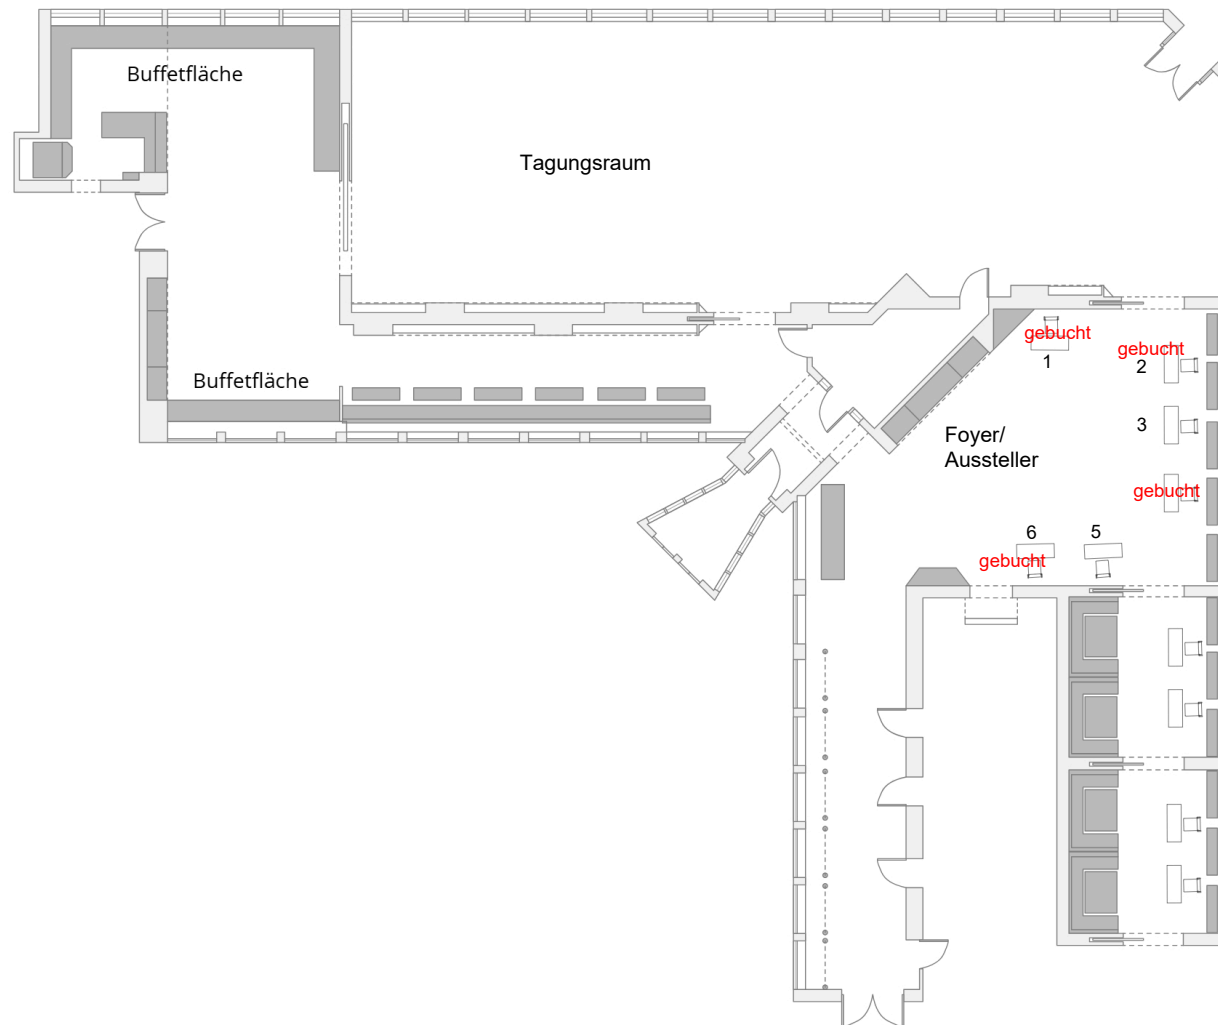 Buffetfläche
Tagungsraum
gebucht
1
gebucht
2
Buffetfläche
3
Foyer/
Aussteller
gebucht
6
5
gebucht